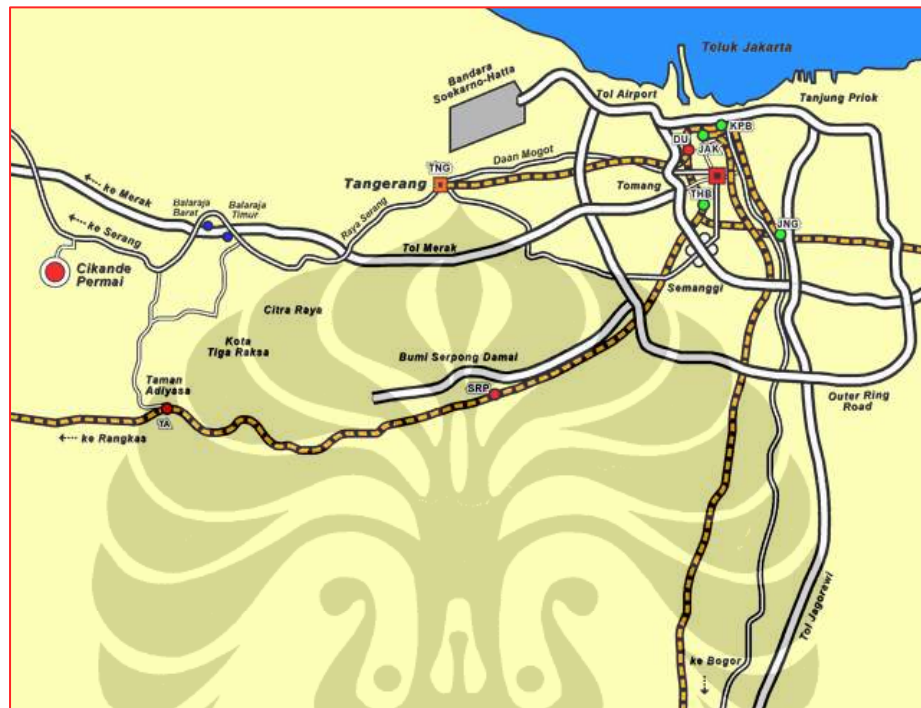 Teluk Jakarta
Bandara
Soekarno-Hatta
Tol Airport
Tanjung Priok
KPB
DU
JAK
Daan Mogot
TNG
Tangerang
Tomang
THB
ke Merak
Balaraja
Barat
Balaraja
Timur
Raya Serang
JNG
ke Serang
Tol Merak
Cikande
Permai
Semanggi
Citra Raya
Kota
Tiga Raksa
Bumi Serpong Damai
Taman
Adiyasa
SRP
Outer Ring
Road
TA
ke Rangkas
Tol Jagorawi
ke Bogor